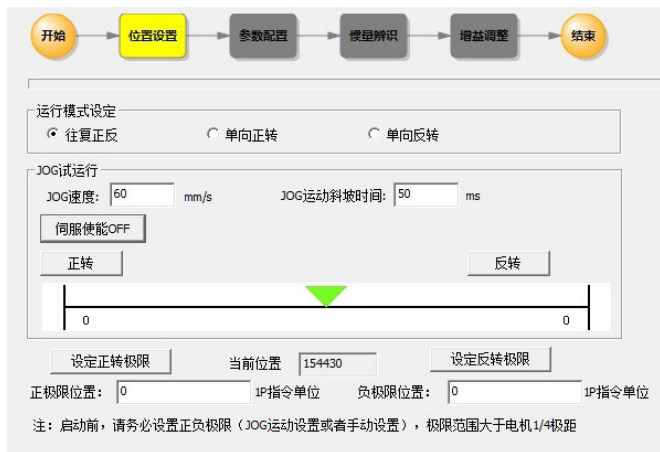 开始 位置设置 参数配置 惯量辨识 增益调整 结束
运行模式设定
往复正反 单向正转 单向反转
JOG试运行
JOG速度: 60 mm/s JOG运动斜坡时间: 50 ms
伺服使能OFF
正转 反转
0 0
设定正转极限 当前位置 154430 设定反转极限
正极限位置： 0 1P指令单位 负极限位置： 0 1P指令单位
注：启动前，请务必设置正负极限（JOG运动设置或者手动设置），极限范围大于电机1/4极距